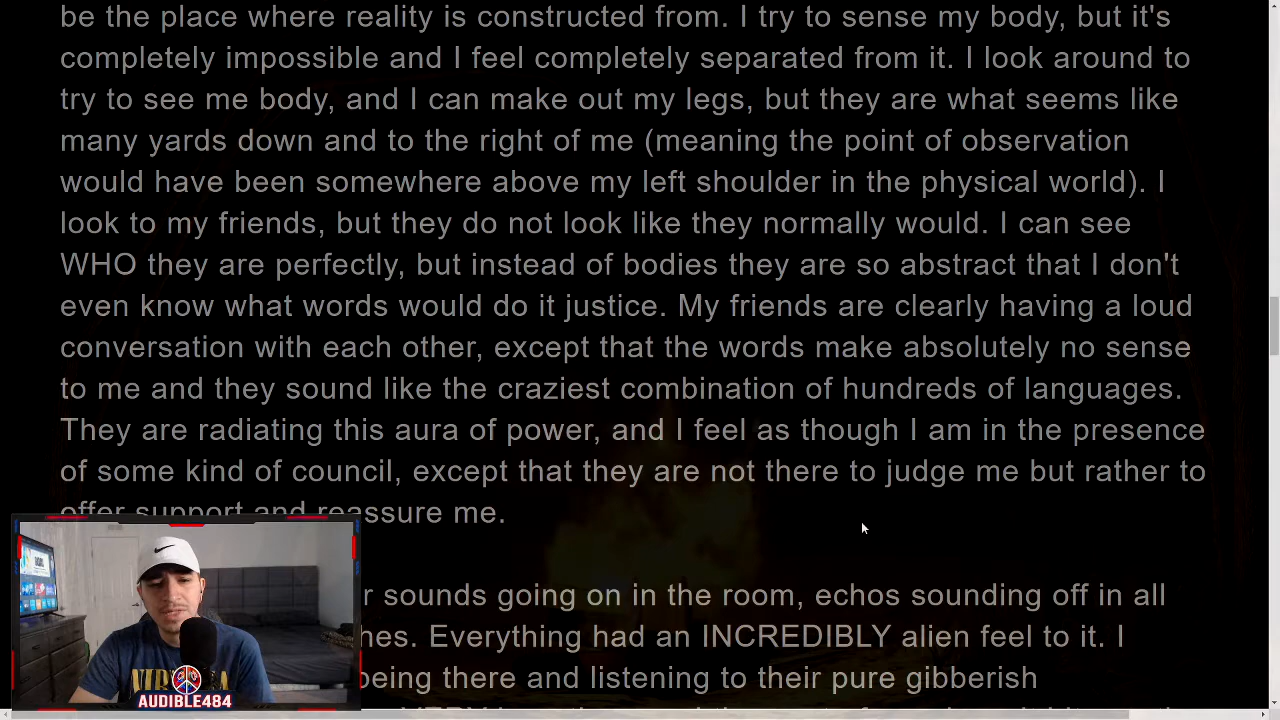 be the place where reality is constructed from. I try to sense my body, but it's
completely impossible and I feel completely separated from it. I look around to
try to see me body, and I can make out my legs, but they are what seems like
many yards down and to the right of me (meaning the point of observation
would have been somewhere above my left shoulder in the physical world). I
look to my friends, but they do not look like they normally would. I can see
WHO they are perfectly, but instead of bodies they are so abstract that I don't
even know what words would do it justice. My friends are clearly having a loud
conversation with each other, except that the words make absolutely no sense
to me and they sound like the craziest combination of hundreds of languages.
They are radiating this aura of power, and I feel as though I am in the presence
of some kind of council, except that they are not there to judge me but rather to
offer support and reassure me.
r sounds going on in the room, echos sounding off in all
hes. Everything had an INCREDIBLY alien feel to it. I
being there and listening to their pure gibberish
VERY
NIRVANA
AUDIBLE484